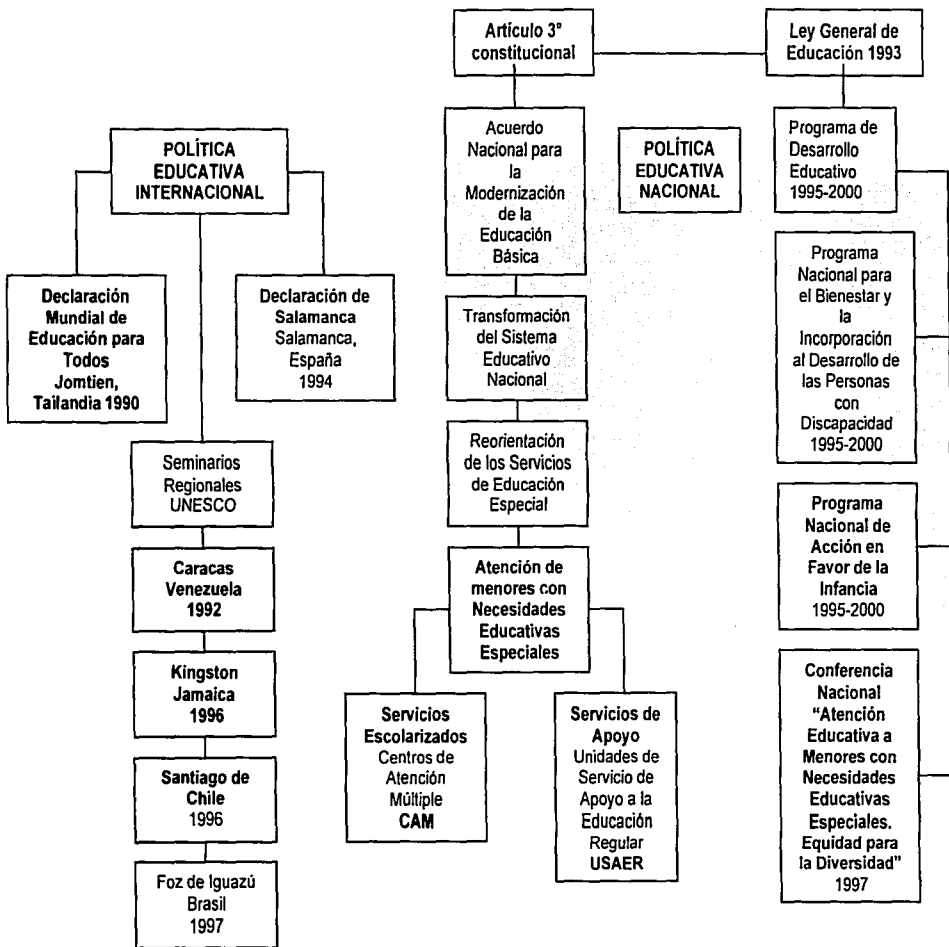 POLÍTICA
EDUCATIVA
INTERNACIONAL
Declaración
Mundial de
Educación para
Todos
Jomtien,
Tailandia 1990
Declaración de
Salamanca
Salamanca,
España
1994
Seminarios
Regionales
UNESCO
Caracas
Venezuela
1992
Kingston
Jamaica
1996
Santiago de
Chile
1996
Foz de Iguazú
Brasil
1997
Artículo 3°
constitucional
Acuerdo
Nacional para
la
Modernización
de la
Educación
Básica
Transformación
del Sistema
Educativo
Nacional
Reorientación
de los Servicios
de Educación
Especial
Atención de
menores con
Necesidades
Educativas
Especiales
Servicios
Escolarizados
Centros de
Atención
Múltiple
CAM
Servicios de
Apoyo
Unidades de
Servicio de
Apoyo a la
Educación
Regular
USAER
POLÍTICA
EDUCATIVA
NACIONAL
Ley General de
Educación 1993
Programa de
Desarrollo
Educativo
1995-2000
Programa
Nacional para
el Bienestar y
la
Incorporación
al Desarrollo de
las Personas
con
Discapacidad
1995-2000
Programa
Nacional de
Acción en
Favor de la
Infancia
1995-2000
Conferencia
Nacional
“Atención
Educativa a
Menores con
Necesidades
Educativas
Especiales.
Equidad para
la Diversidad”
1997